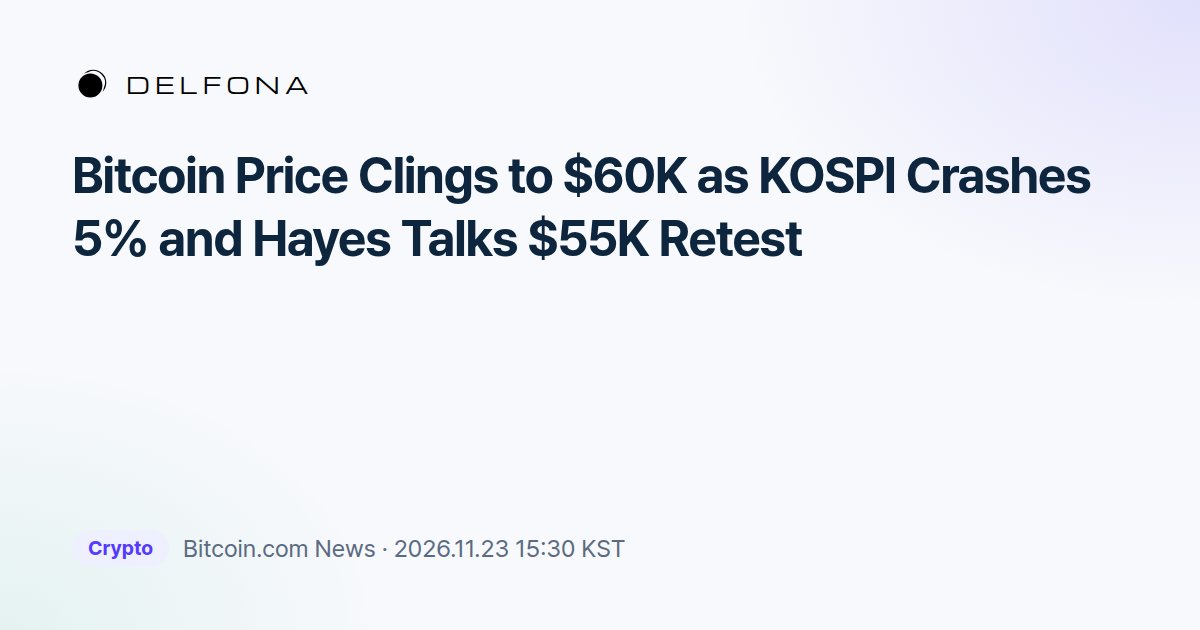 DELFONA
Bitcoin Price Clings to $60K as KOSPI Crashes
5% and Hayes Talks $55K Retest
Crypto Bitcoin.com News · 2026.11.23 15:30 KST